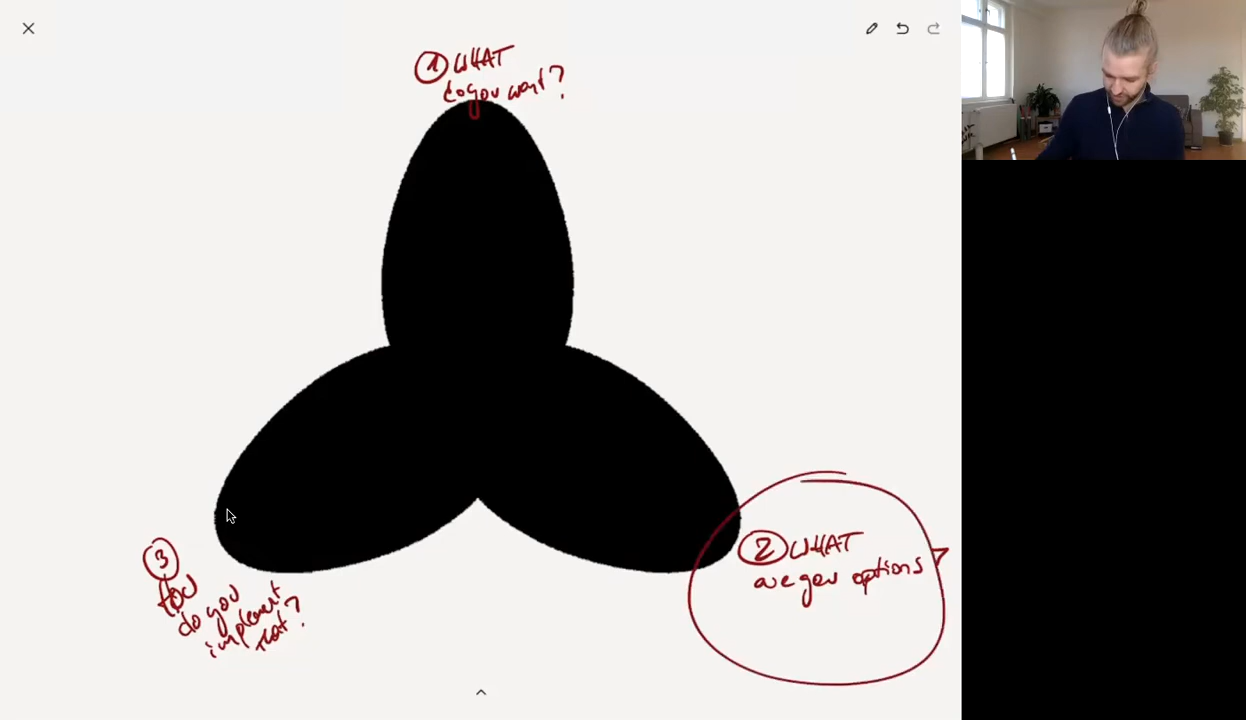 1 WHAT
do you want?
2 WHAT
are your options?
3
do you
implement
that?